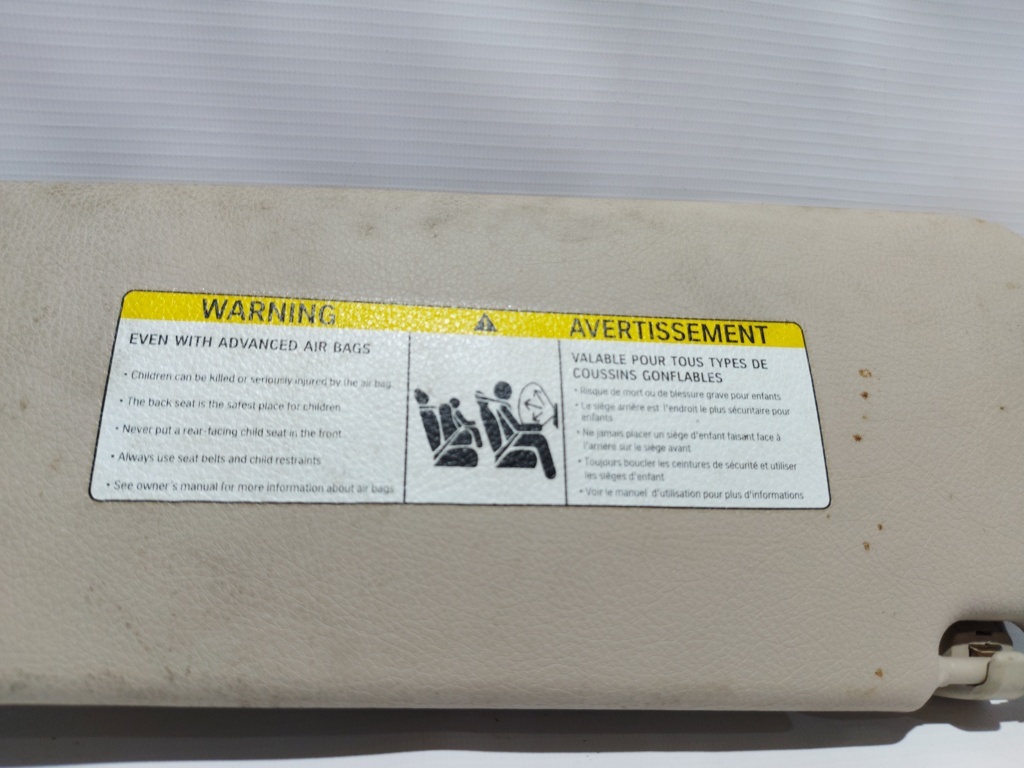 WARNING
EVEN WITH ADVANCED AIR BAGS
• Children can be killed or seriously injured by the air bag
• The back seat is the safest place for children
• Never put a rear-facing child seat in the front
• Always use seat belts and child restraints
• See owner's manual for more information about air bags
AVERTISSEMENT
VALABLE POUR TOUS TYPES DE
COUSSINS GONFLABLES
• Risque de mort ou de blessure grave pour enfants
• Le siège arrière est l'endroit le plus sécuritaire pour
enfants
• Ne jamais placer un siège d'enfant faisant face à
l'arrière sur le siège avant
• Toujours boucler les ceintures de sécurité et utiliser
les sièges d'enfant
• Voir le manuel d'utilisation pour plus d'informations